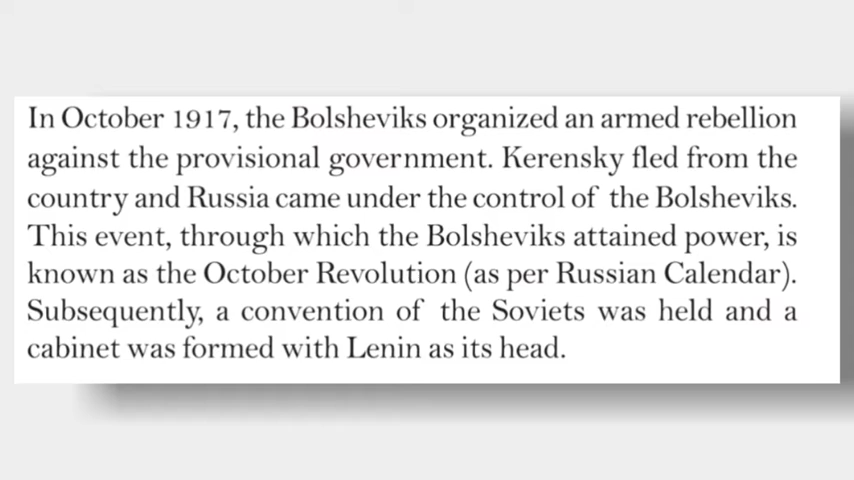 In October 1917, the Bolsheviks organized an armed rebellion
against the provisional government. Kerensky fled from the
country and Russia came under the control of the Bolsheviks.
This event, through which the Bolsheviks attained power, is
known as the October Revolution (as per Russian Calendar).
Subsequently, a convention of the Soviets was held and a
cabinet was formed with Lenin as its head.